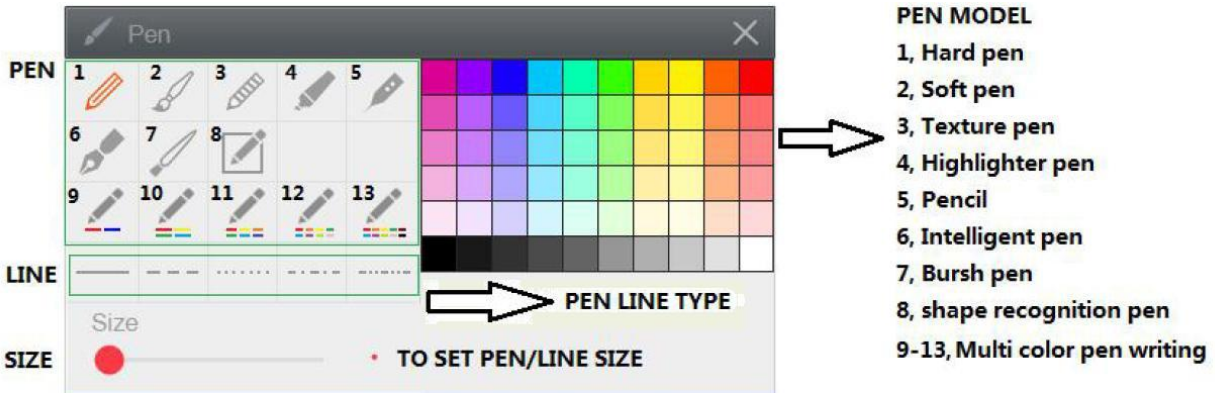 Pen
PEN
1 2 3 4 5
6 7 8
9 10 11 12 13
LINE
PEN LINE TYPE
Size
SIZE
TO SET PEN/LINE SIZE
PEN MODEL
1, Hard pen
2, Soft pen
3, Texture pen
4, Highlighter pen
5, Pencil
6, Intelligent pen
7, Bursh pen
8, shape recognition pen
9-13, Multi color pen writing